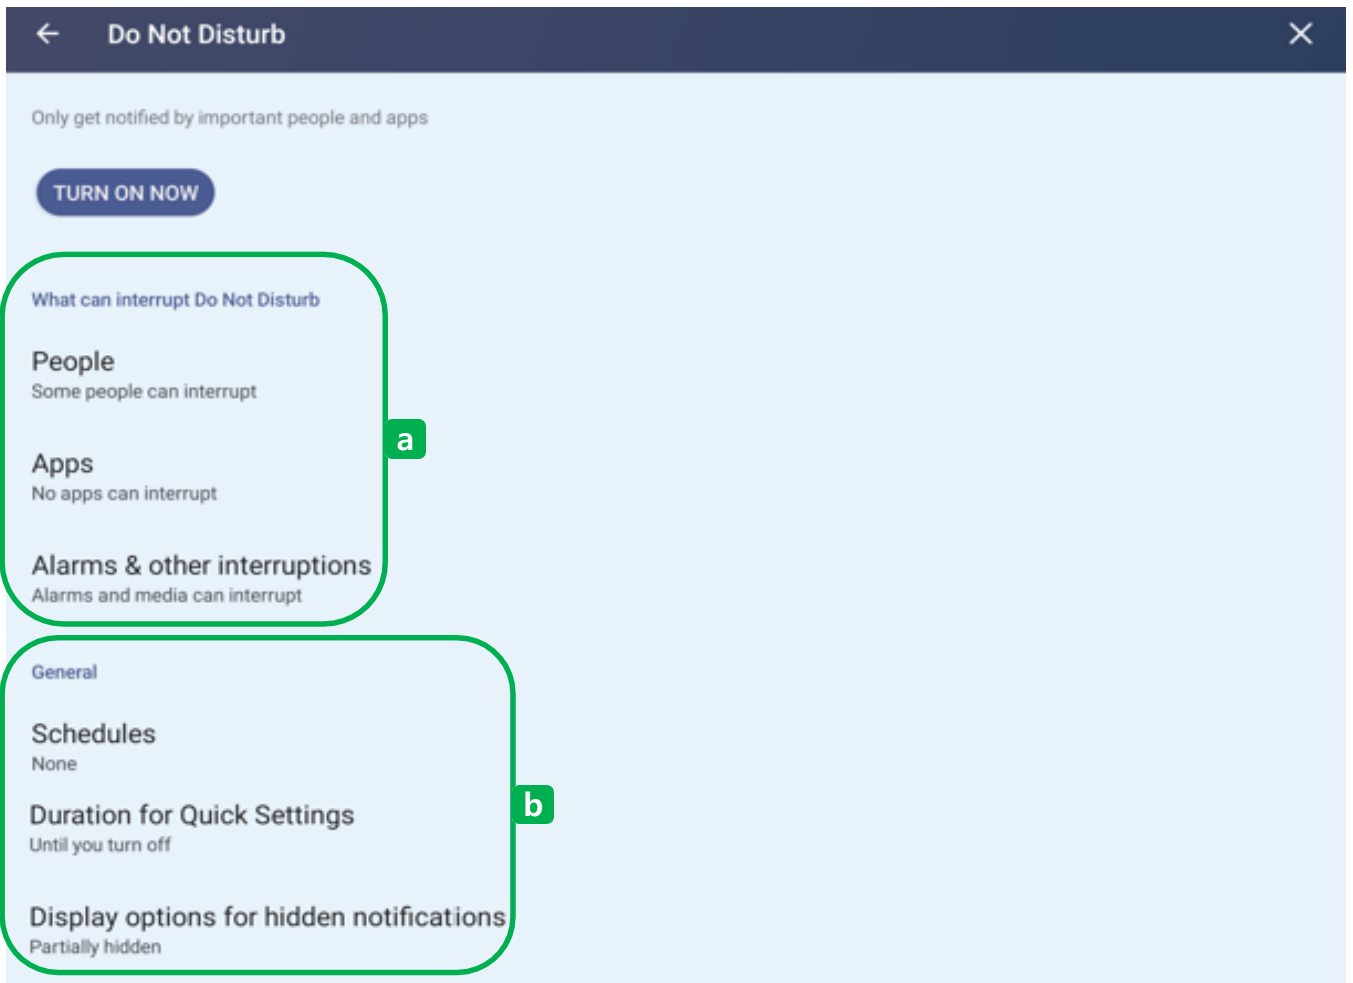 Do Not Disturb
Only get notified by important people and apps
TURN ON NOW
What can interrupt Do Not Disturb
People
Some people can interrupt
a
Apps
No apps can interrupt
Alarms & other interruptions
Alarms and media can interrupt
General
Schedules
None
b
Duration for Quick Settings
Until you turn off
Display options for hidden notifications
Partially hidden